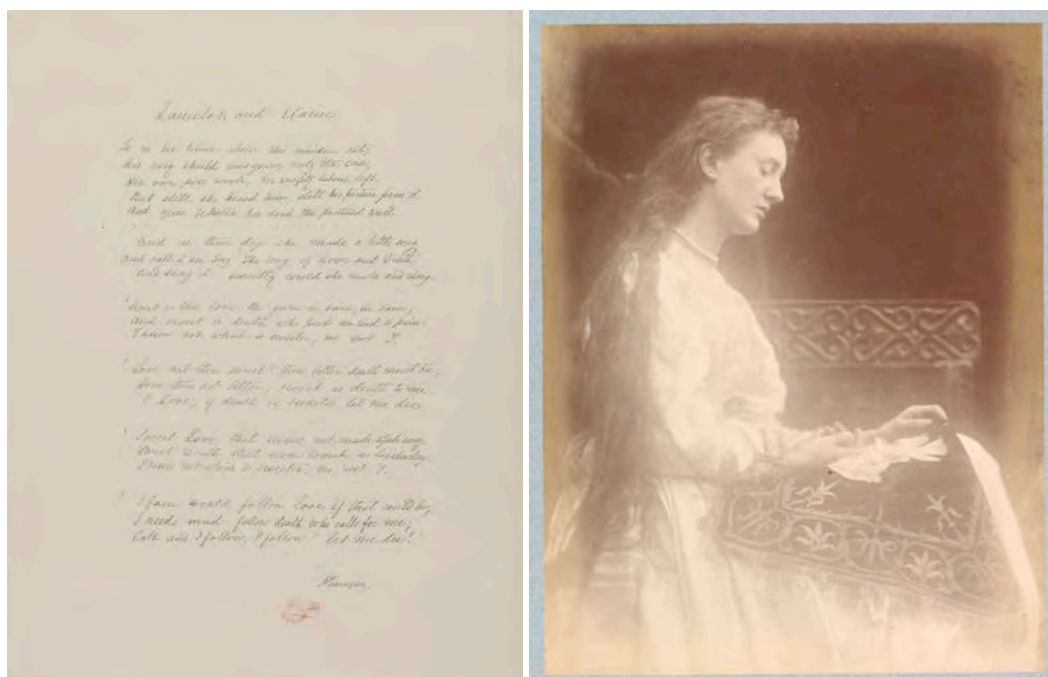 Lancelot and Elaine
So in her tower alone the maiden sat;
His very shield was gone; only the case,
Her own poor work, her empty labour, left.
But still she heard him, still his picture form'd
And grew between her and the pictured wall.
And in those days she made a little song
And call'd her song 'The song of Love and Death,'
And sang it: sweetly could she make and sing.
'Sweet is true love tho' given in vain, in vain;
And sweet is death who puts an end to pain:
I know not which is sweeter, no, not I.
'Love art thou sweet? then bitter death must be;
Love thou art bitter; sweet is death to me.
O Love, if death be sweeter let me die
'Sweet Love that seems not made to fade away,
Sweet death that seems to make us loveless clay,
I know not which is sweeter, no, not I.
'I fain would follow love if that could be;
I needs must follow death who calls for me;
Call and I follow, I follow! let me die!'
ATennyson.